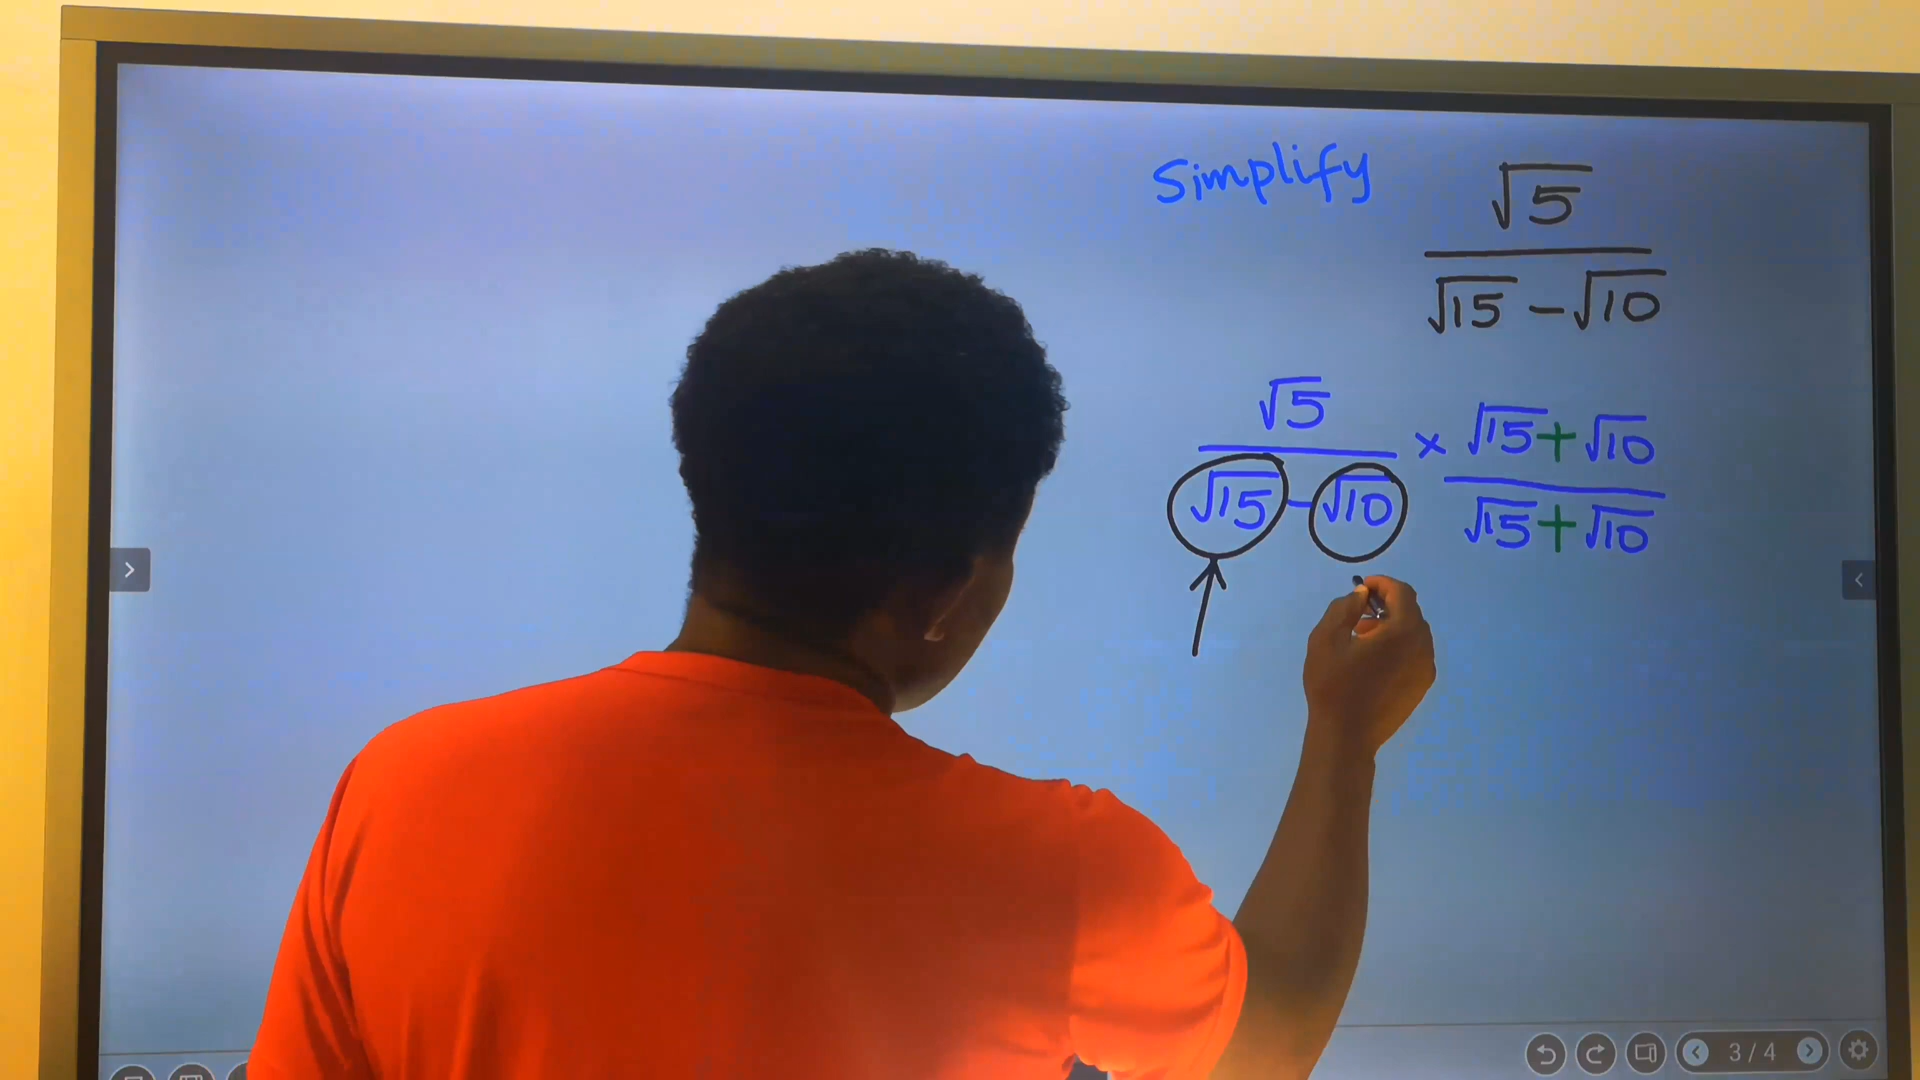 Simplify √5
√15 − √10
√5 × √15 + √10
√15 − √10 √15 + √10
3 / 4